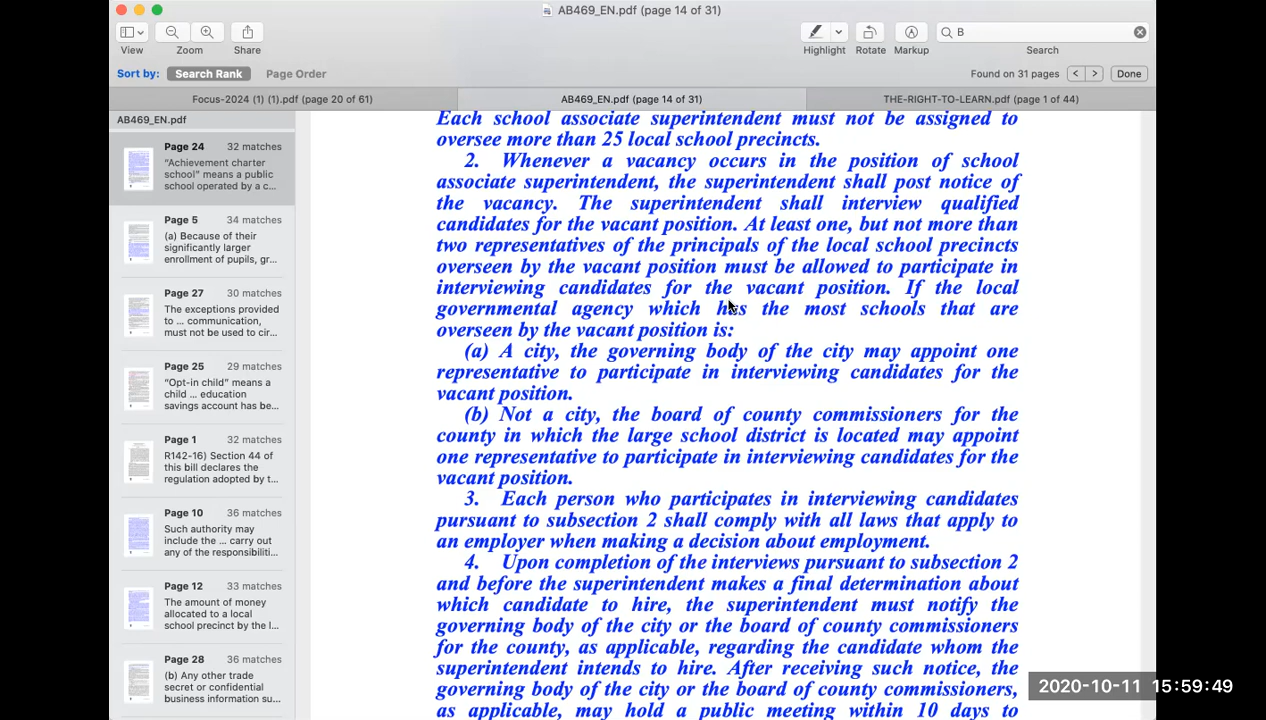 AB469_EN.pdf (page 14 of 31)
B
View
Zoom
Share
Highlight
Rotate
Markup
Search
Sort by:
Search Rank
Page Order
Found on 31 pages
Done
Focus-2024 (1) (1).pdf (page 20 of 61)
AB469_EN.pdf (page 14 of 31)
THE-RIGHT-TO-LEARN.pdf (page 1 of 44)
AB469_EN.pdf
Page 24 32 matches
“Achievement charter
school” means a public
school operated by a c...
Page 5 34 matches
(a) Because of their
significantly larger
enrollment of pupils, gr...
Page 27 30 matches
The exceptions provided
to ... communication,
must not be used to cir...
Page 25 29 matches
“Opt-in child” means a
child ... education
savings account has be...
Page 1 32 matches
R142-16) Section 44 of
this bill declares the
regulation adopted by t...
Page 10 36 matches
Such authority may
include the ... carry out
any of the responsibiliti...
Page 12 33 matches
The amount of money
allocated to a local
school precinct by the l...
Page 28 36 matches
(b) Any other trade
secret or confidential
business information su...
Each school associate superintendent must not be assigned to
oversee more than 25 local school precincts.
2. Whenever a vacancy occurs in the position of school
associate superintendent, the superintendent shall post notice of
the vacancy. The superintendent shall interview qualified
candidates for the vacant position. At least one, but not more than
two representatives of the principals of the local school precincts
overseen by the vacant position must be allowed to participate in
interviewing candidates for the vacant position. If the local
governmental agency which has the most schools that are
overseen by the vacant position is:
(a) A city, the governing body of the city may appoint one
representative to participate in interviewing candidates for the
vacant position.
(b) Not a city, the board of county commissioners for the
county in which the large school district is located may appoint
one representative to participate in interviewing candidates for the
vacant position.
3. Each person who participates in interviewing candidates
pursuant to subsection 2 shall comply with all laws that apply to
an employer when making a decision about employment.
4. Upon completion of the interviews pursuant to subsection 2
and before the superintendent makes a final determination about
which candidate to hire, the superintendent must notify the
governing body of the city or the board of county commissioners
for the county, as applicable, regarding the candidate whom the
superintendent intends to hire. After receiving such notice, the
governing body of the city or the board of county commissioners,
as applicable, may hold a public meeting within 10 days to
2020-10-11 15:59:49